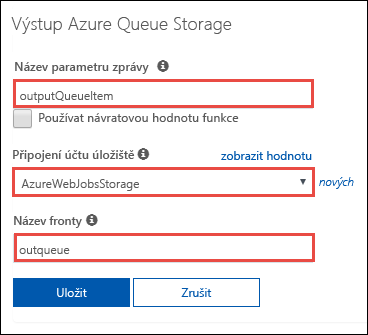 Výstup Azure Queue Storage
Název parametru zprávy
outputQueueItem
Používat návratovou hodnotu funkce
Připojení účtu úložiště zobrazit hodnotu
AzureWebJobsStorage nových
Název fronty
outqueue
Uložit Zrušit